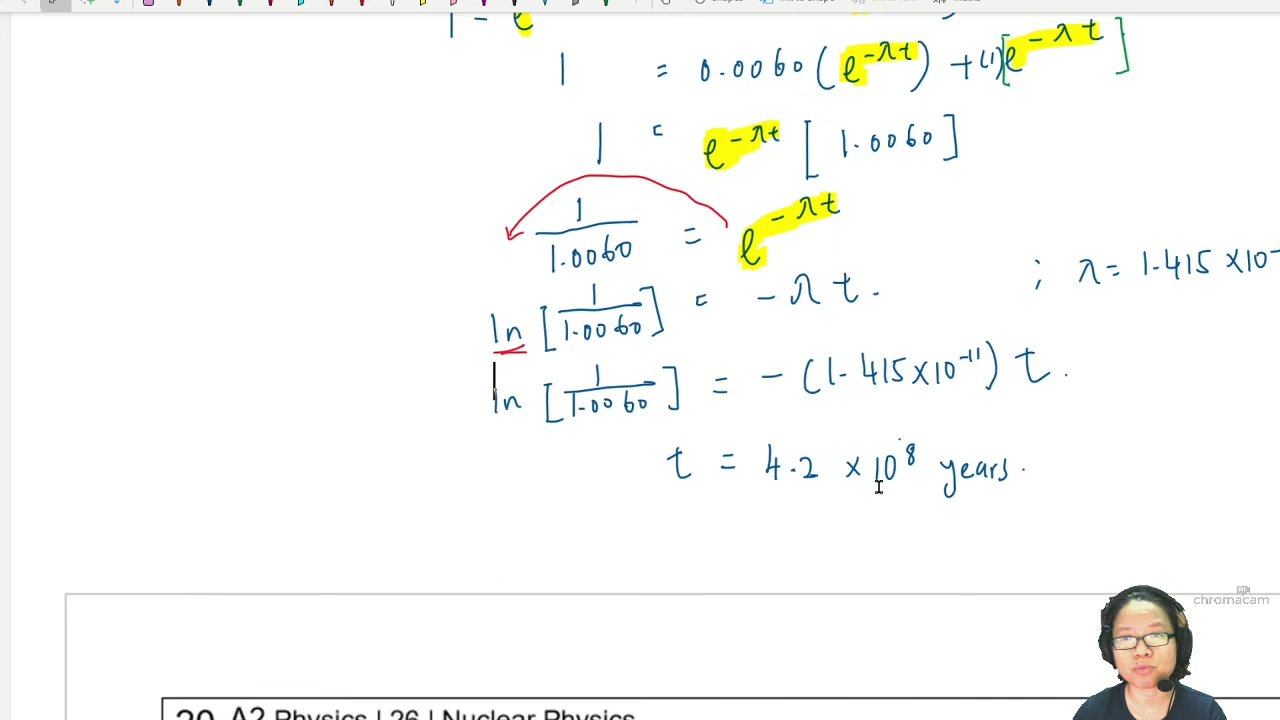 1 - e
1 = 0.0060 (e^{-λt}) + (1)[e^{-λt}]
1 = e^{-λt} [1.0060]
1/1.0060 = e^{-λt}
ln [1/1.0060] = -λt. ; λ = 1.415 × 10^-
ln [1/1.0060] = -(1.415×10^{-11}) t.
t = 4.2 × 10^8 years.
chromacam
A2 Physics | 26 | Nuclear Physics